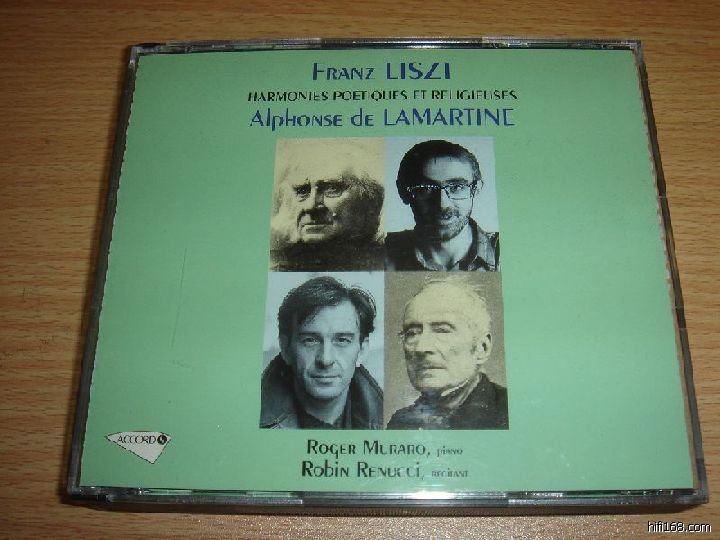 Franz LISZT
HARMONIES POETIQUES ET RELIGIEUSES
Alphonse de LAMARTINE
ACCORD
Roger Muraro, piano
Robin Renucci, récitant
hifi168.com